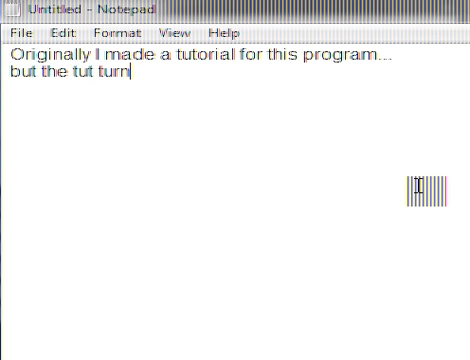 Untitled - Notepad
File Edit Format View Help
Originally I made a tutorial for this program...
but the tut turn